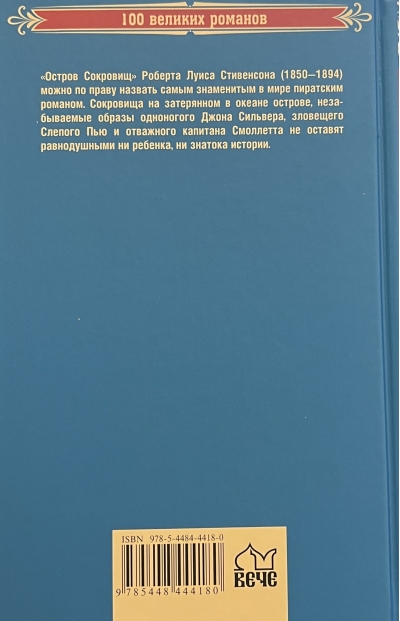 100 великих романов
«Остров Сокровищ» Роберта Луиса Стивенсона (1850—1894)
можно по праву назвать самым знаменитым в мире пиратским
романом. Сокровища на затерянном в океане острове, неза-
бываемые образы одноногого Джона Сильвера, зловещего
Слепого Пью и отважного капитана Смоллетта не оставят
равнодушными ни ребенка, ни знатока истории.
ISBN 978-5-4484-4418-0
9 785448 444180
ВЕЧЕ